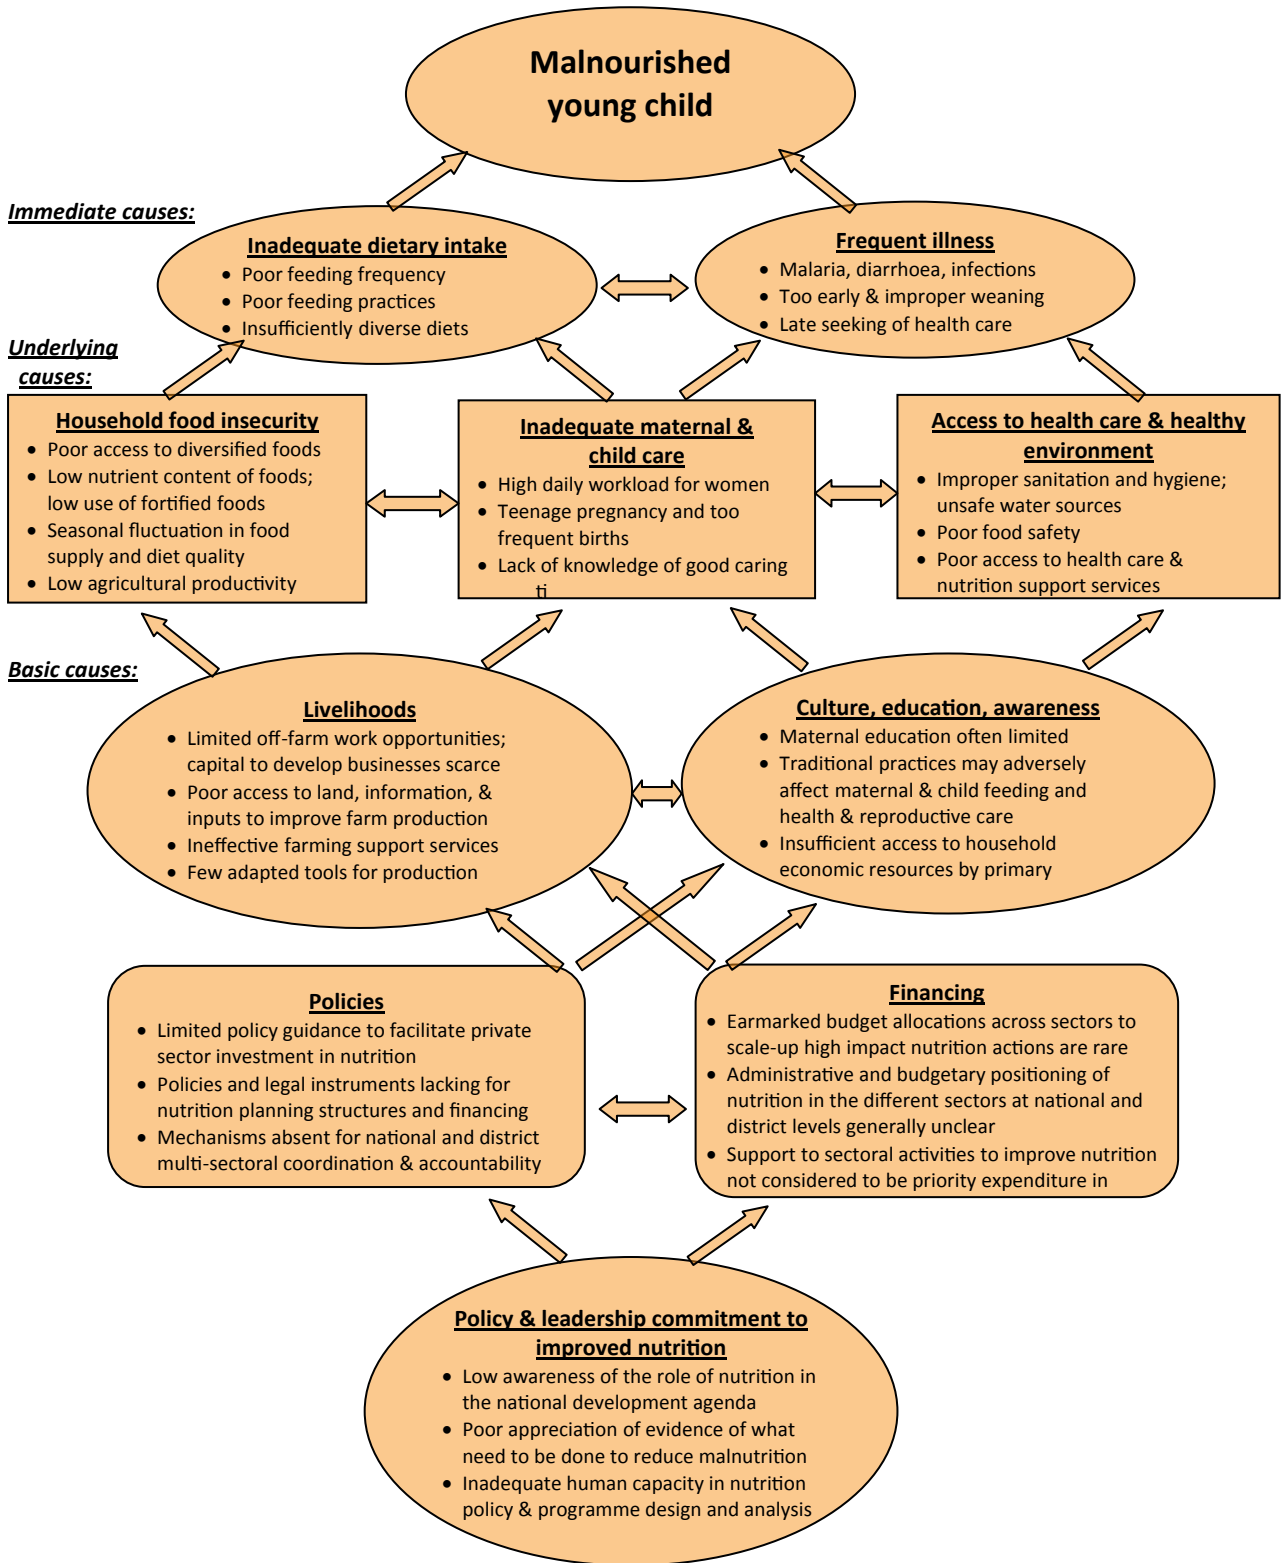 Malnourished
young child
Immediate causes:
Inadequate dietary intake
• Poor feeding frequency
• Poor feeding practices
• Insufficiently diverse diets
Frequent illness
• Malaria, diarrhoea, infections
• Too early & improper weaning
• Late seeking of health care
Underlying
causes:
Household food insecurity
• Poor access to diversified foods
• Low nutrient content of foods;
low use of fortified foods
• Seasonal fluctuation in food
supply and diet quality
• Low agricultural productivity
Inadequate maternal &
child care
• High daily workload for women
• Teenage pregnancy and too
frequent births
• Lack of knowledge of good caring
ti
Access to health care & healthy
environment
• Improper sanitation and hygiene;
unsafe water sources
• Poor food safety
• Poor access to health care &
nutrition support services
Basic causes:
Livelihoods
• Limited off-farm work opportunities;
capital to develop businesses scarce
• Poor access to land, information, &
inputs to improve farm production
• Ineffective farming support services
• Few adapted tools for production
Culture, education, awareness
• Maternal education often limited
• Traditional practices may adversely
affect maternal & child feeding and
health & reproductive care
• Insufficient access to household
economic resources by primary
Policies
• Limited policy guidance to facilitate private
sector investment in nutrition
• Policies and legal instruments lacking for
nutrition planning structures and financing
• Mechanisms absent for national and district
multi-sectoral coordination & accountability
Financing
• Earmarked budget allocations across sectors to
scale-up high impact nutrition actions are rare
• Administrative and budgetary positioning of
nutrition in the different sectors at national and
district levels generally unclear
• Support to sectoral activities to improve nutrition
not considered to be priority expenditure in
Policy & leadership commitment to
improved nutrition
• Low awareness of the role of nutrition in
the national development agenda
• Poor appreciation of evidence of what
need to be done to reduce malnutrition
• Inadequate human capacity in nutrition
policy & programme design and analysis